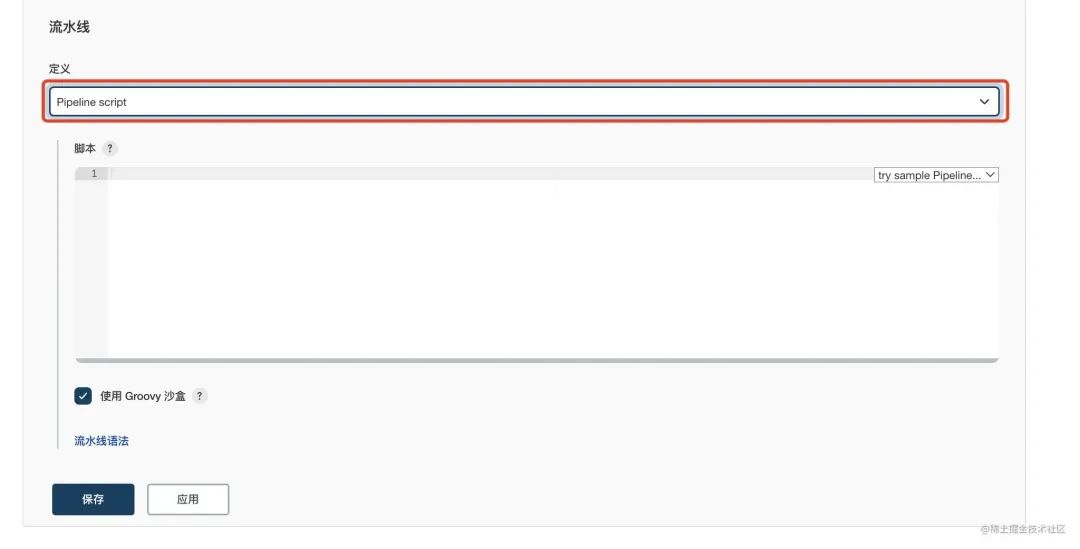 流水线
定义
Pipeline script
脚本 ?
1
try sample Pipeline...
使用 Groovy 沙盒 ?
流水线语法
保存 应用
@稀土掘金技术社区